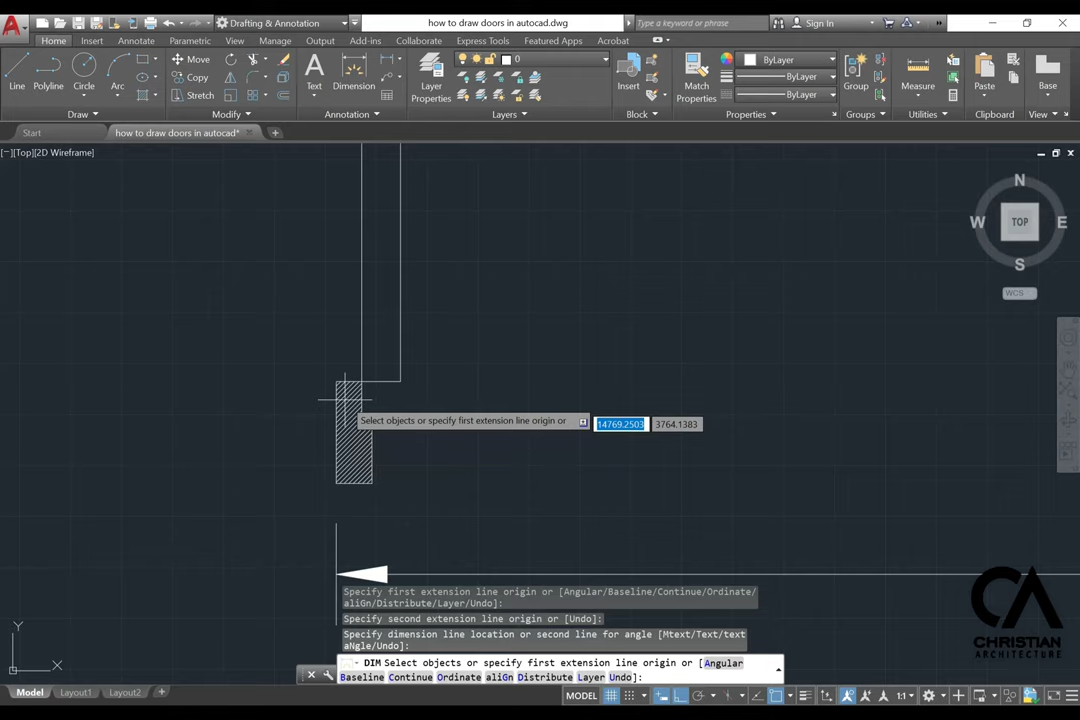 A
Drafting & Annotation
how to draw doors in autocad.dwg
Type a keyword or phrase
Sign In
Home
Insert
Annotate
Parametric
View
Manage
Output
Add-ins
Collaborate
Express Tools
Featured Apps
Acrobat
Line
Polyline
Circle
Arc
Move
Copy
Stretch
Text
Dimension
Layer
Properties
0
Insert
Match
Properties
ByLayer
ByLayer
ByLayer
Group
Measure
Paste
Base
Draw
Modify
Annotation
Layers
Block
Properties
Groups
Utilities
Clipboard
View
Start
how to draw doors in autocad*
[−][Top][2D Wireframe]
N
W
TOP
E
S
WCS
Select objects or specify first extension line origin or
14769.2503
3764.1383
Specify first extension line origin or [Angular/Baseline/Continue/Ordinate/
aliGn/Distribute/Layer/Undo]:
Specify second extension line origin or [Undo]:
Specify dimension line location or second line for angle [Mtext/Text/text
aNgle/Undo]:
DIM Select objects or specify first extension line origin or [Angular
Baseline Continue Ordinate aliGn Distribute Layer Undo]:
Y
X
CA
CHRISTIAN
ARCHITECTURE
Model
Layout1
Layout2
MODEL
1:1